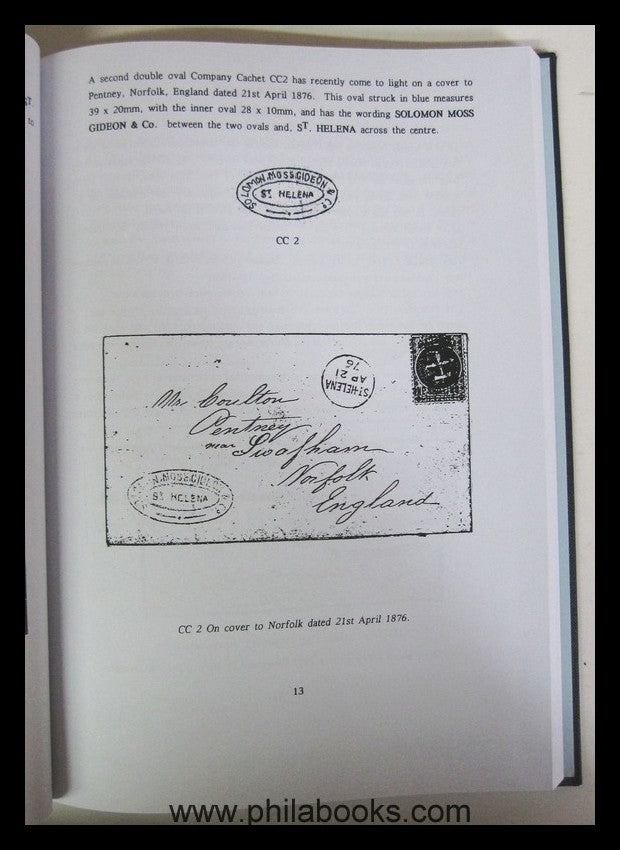 A second double oval Company Cachet CC2 has recently come to light on a cover to
Pentney, Norfolk, England dated 21st April 1876. This oval struck in blue measures
39 x 20mm, with the inner oval 28 x 10mm, and has the wording SOLOMON MOSS
GIDEON & Co. between the two ovals and, ST. HELENA across the centre.
SOLOMON.MOSS.GIDEON & Co
ST HELENA
CC 2
ST·HELENA
AP 21
76
Mr Coulton
Pentney
near Swafham
Norfolk
England
N.MOSS.GIDEON &
ST HELENA
CC 2 On cover to Norfolk dated 21st April 1876.
13
www.philabooks.com